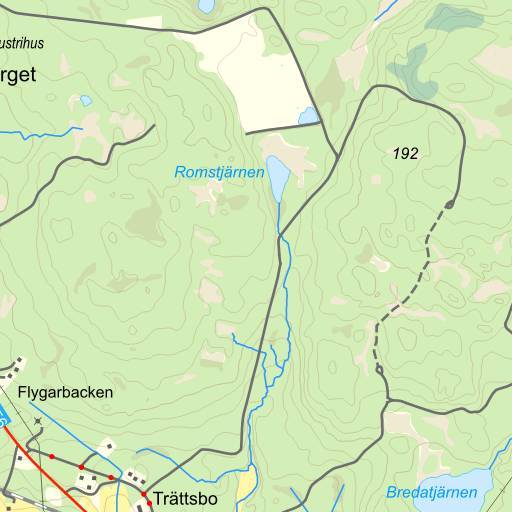 ustrihus
rget
192
Romstjärnen
Flygarbacken
Trättsbo
Bredatjärnen